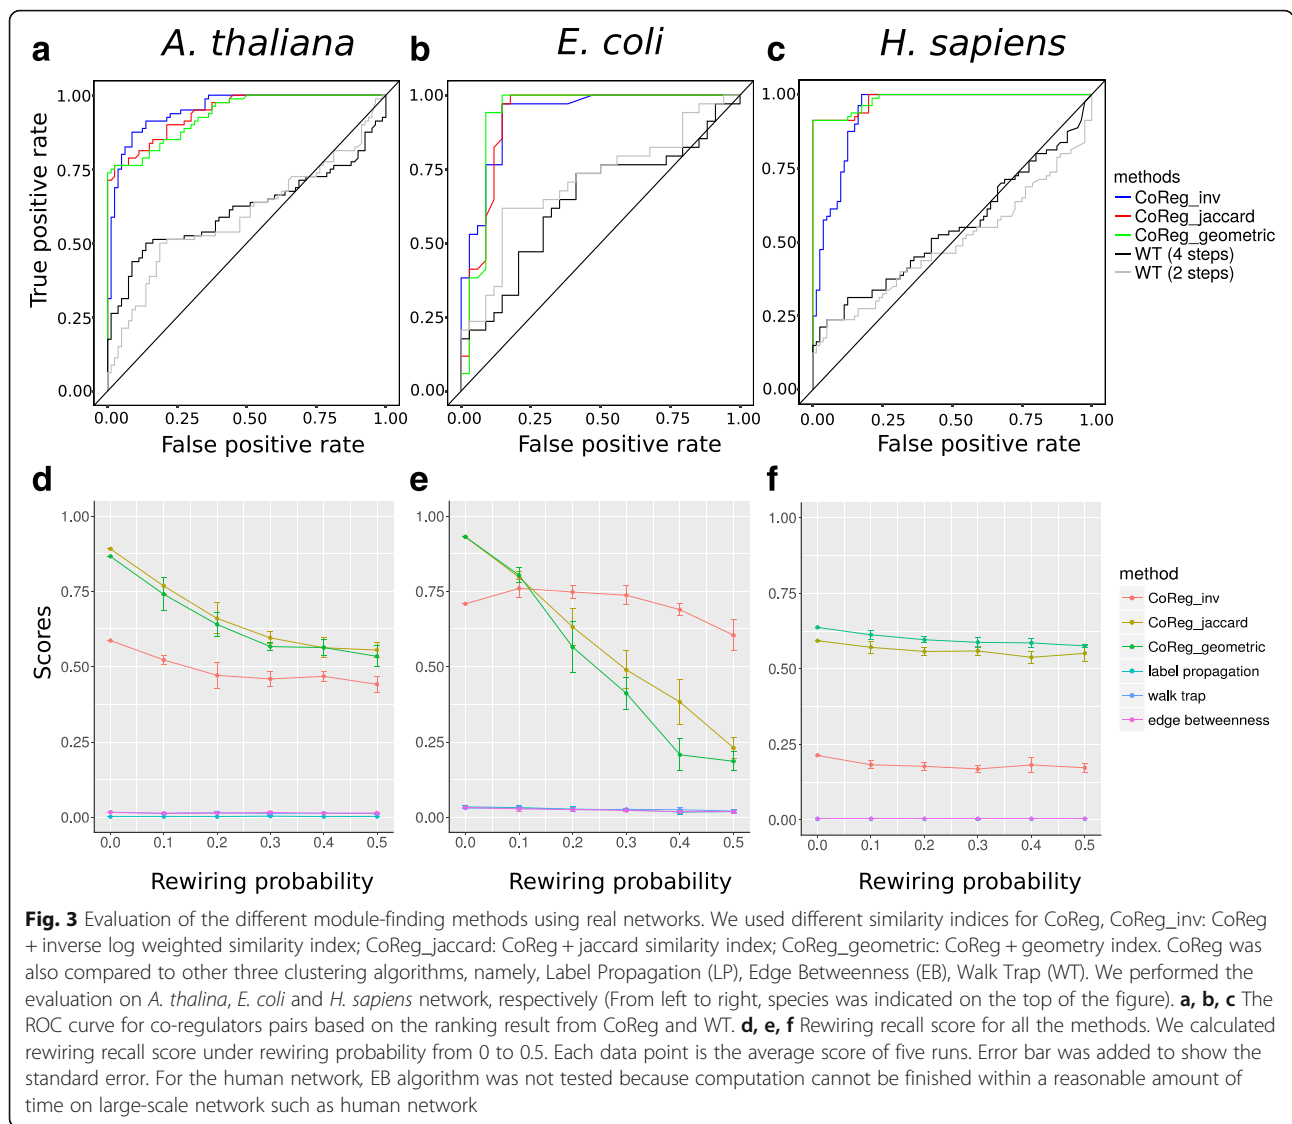 a A. thaliana b E. coli c H. sapiens
True positive rate
1.00
0.75
0.50
0.25
0.00
0.00 0.25 0.50 0.75 1.00
False positive rate
1.00
0.75
0.50
0.25
0.00
0.00 0.25 0.50 0.75 1.00
False positive rate
1.00
0.75
0.50
0.25
0.00
0.00 0.25 0.50 0.75 1.00
False positive rate
methods
CoReg_inv
CoReg_jaccard
CoReg_geometric
WT (4 steps)
WT (2 steps)
d e f
Scores
1.00
0.75
0.50
0.25
0.00
0.0 0.1 0.2 0.3 0.4 0.5
Rewiring probability
1.00
0.75
0.50
0.25
0.00
0.0 0.1 0.2 0.3 0.4 0.5
Rewiring probability
1.00
0.75
0.50
0.25
0.00
0.0 0.1 0.2 0.3 0.4 0.5
Rewiring probability
method
CoReg_inv
CoReg_jaccard
CoReg_geometric
label propagation
walk trap
edge betweenness
Fig. 3 Evaluation of the different module-finding methods using real networks. We used different similarity indices for CoReg, CoReg_inv: CoReg
+ inverse log weighted similarity index; CoReg_jaccard: CoReg + jaccard similarity index; CoReg_geometric: CoReg + geometry index. CoReg was
also compared to other three clustering algorithms, namely, Label Propagation (LP), Edge Betweenness (EB), Walk Trap (WT). We performed the
evaluation on A. thalina, E. coli and H. sapiens network, respectively (From left to right, species was indicated on the top of the figure). a, b, c The
ROC curve for co-regulators pairs based on the ranking result from CoReg and WT. d, e, f Rewiring recall score for all the methods. We calculated
rewiring recall score under rewiring probability from 0 to 0.5. Each data point is the average score of five runs. Error bar was added to show the
standard error. For the human network, EB algorithm was not tested because computation cannot be finished within a reasonable amount of
time on large-scale network such as human network